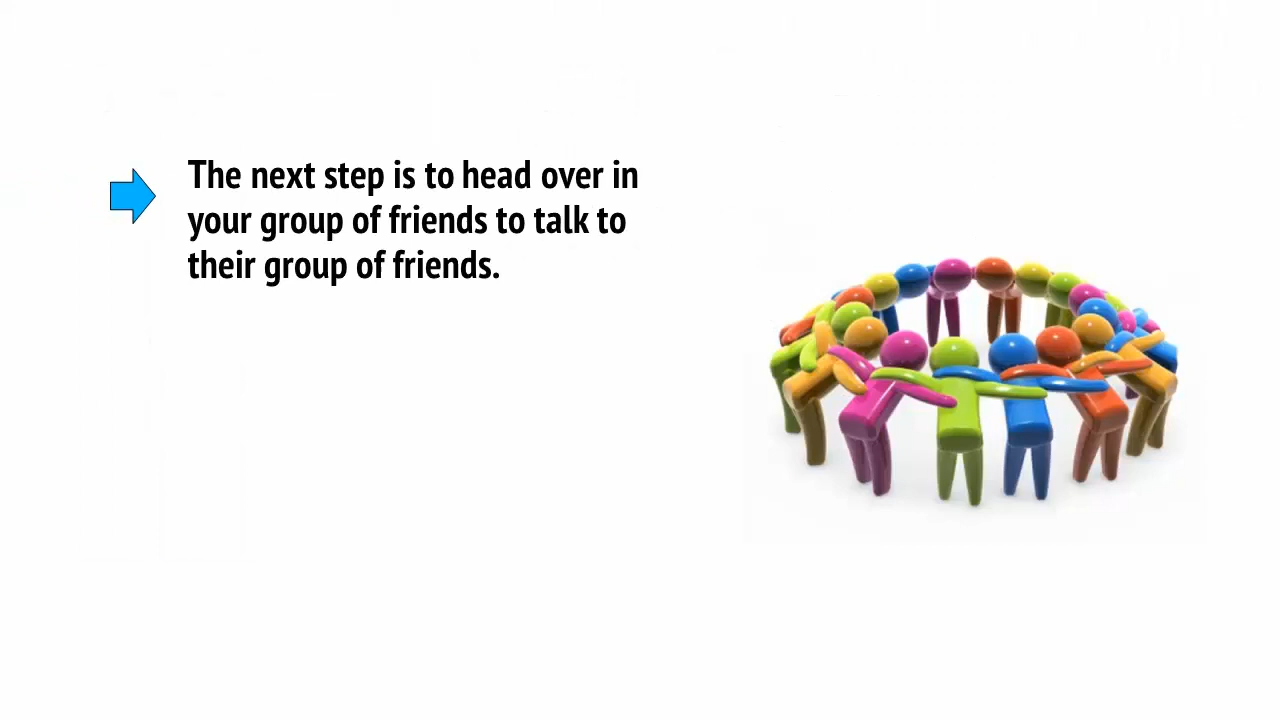 The next step is to head over in
your group of friends to talk to
their group of friends.